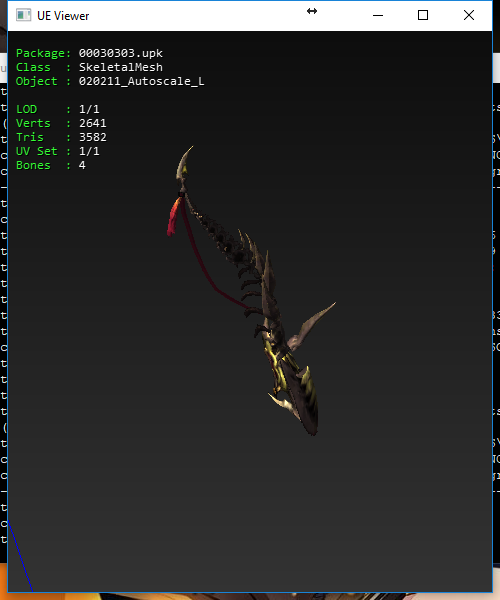 UE Viewer
Package: 00030303.upk
Class : SkeletalMesh
Object : 020211_Autoscale_L
LOD : 1/1
Verts : 2641
Tris : 3582
UV Set : 1/1
Bones : 4